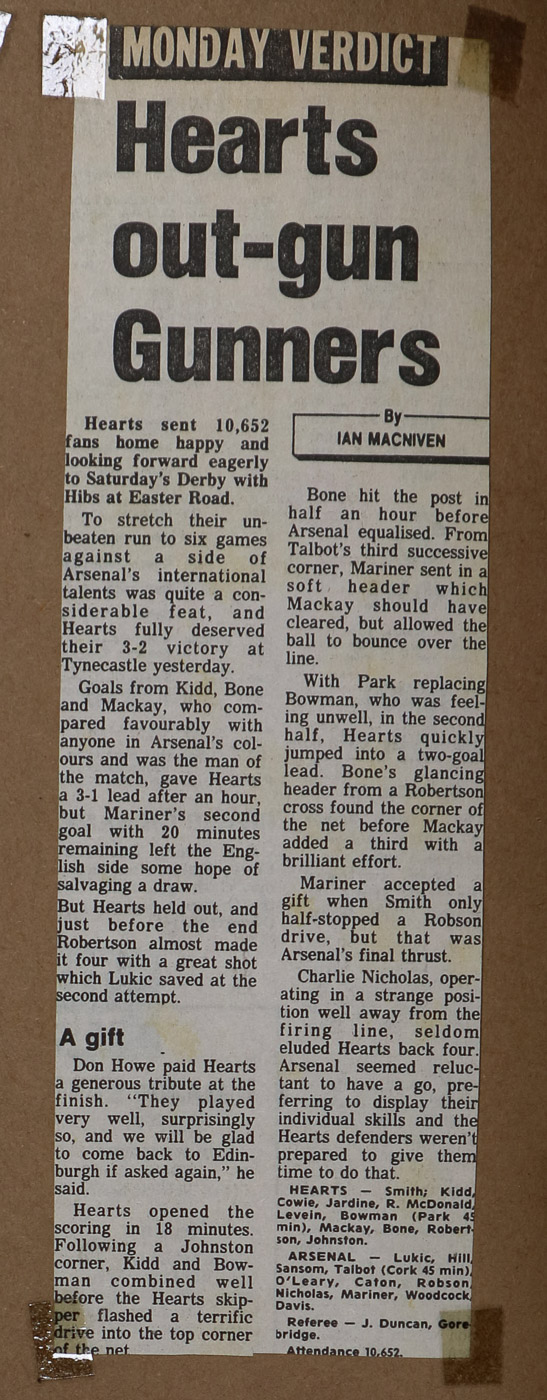 MONDAY VERDICT
Hearts
out-gun
Gunners
Hearts sent 10,652
fans home happy and
looking forward eagerly
to Saturday's Derby with
Hibs at Easter Road.
To stretch their un-
beaten run to six games
against a side of
Arsenal's international
talents was quite a con-
siderable feat, and
Hearts fully deserved
their 3-2 victory at
Tynecastle yesterday.
Goals from Kidd, Bone
and Mackay, who com-
pared favourably with
anyone in Arsenal's col-
ours and was the man of
the match, gave Hearts
a 3-1 lead after an hour,
but Mariner's second
goal with 20 minutes
remaining left the Eng-
lish side some hope of
salvaging a draw.
But Hearts held out, and
just before the end
Robertson almost made
it four with a great shot
which Lukic saved at the
second attempt.
A gift
Don Howe paid Hearts
a generous tribute at the
finish. "They played
very well, surprisingly
so, and we will be glad
to come back to Edin-
burgh if asked again," he
said.
Hearts opened the
scoring in 18 minutes.
Following a Johnston
corner, Kidd and Bow-
man combined well
before the Hearts skip-
per flashed a terrific
drive into the top corner
of the net
By
IAN MACNIVEN
Bone hit the post in
half an hour before
Arsenal equalised. From
Talbot's third successive
corner, Mariner sent in a
soft header which
Mackay should have
cleared, but allowed the
ball to bounce over the
line.
With Park replacing
Bowman, who was feel-
ing unwell, in the second
half, Hearts quickly
jumped into a two-goal
lead. Bone's glancing
header from a Robertson
cross found the corner of
the net before Mackay
added a third with a
brilliant effort.
Mariner accepted a
gift when Smith only
half-stopped a Robson
drive, but that was
Arsenal's final thrust.
Charlie Nicholas, oper-
ating in a strange posi-
tion well away from the
firing line, seldom
eluded Hearts back four.
Arsenal seemed reluc-
tant to have a go, pre-
ferring to display their
individual skills and the
Hearts defenders weren't
prepared to give them
time to do that.
HEARTS — Smith; Kidd,
Cowie, Jardine, R. McDonald,
Levein, Bowman (Park 45
min), Mackay, Bone, Robert-
son, Johnston.
ARSENAL — Lukic, Hill,
Sansom, Talbot (Cork 45 min),
O'Leary, Caton, Robson,
Nicholas, Mariner, Woodcock,
Davis.
Referee — J. Duncan, Gore-
bridge.
Attendance 10,652.